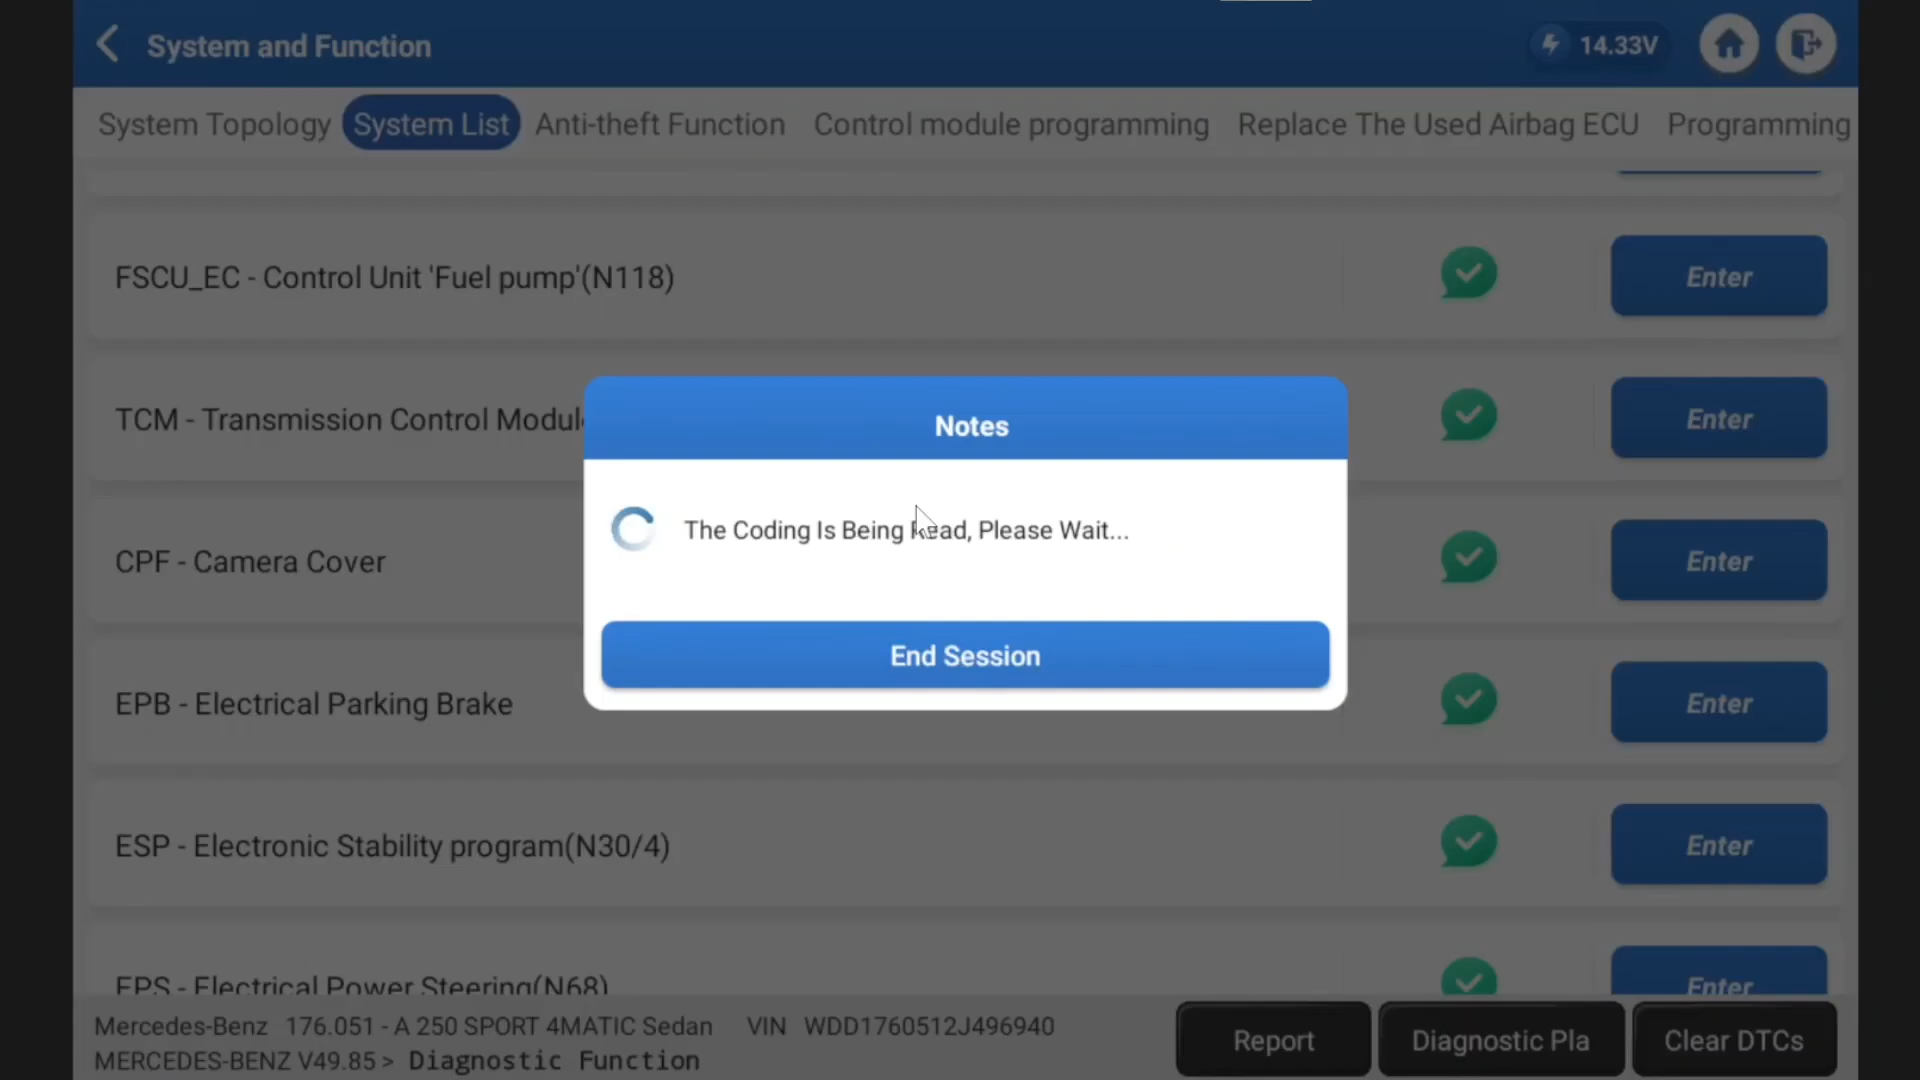 System and Function
14.33V
System Topology
System List
Anti-theft Function
Control module programming
Replace The Used Airbag ECU
Programming
FSCU_EC - Control Unit 'Fuel pump'(N118)
Enter
TCM - Transmission Control Modul
Enter
CPF - Camera Cover
Enter
EPB - Electrical Parking Brake
Enter
ESP - Electronic Stability program(N30/4)
Enter
EPS - Electrical Power Steering(N68)
Enter
Notes
The Coding Is Being Read, Please Wait...
End Session
Mercedes-Benz 176.051 - A 250 SPORT 4MATIC Sedan VIN WDD1760512J496940
MERCEDES-BENZ V49.85 > Diagnostic Function
Report
Diagnostic Pla
Clear DTCs